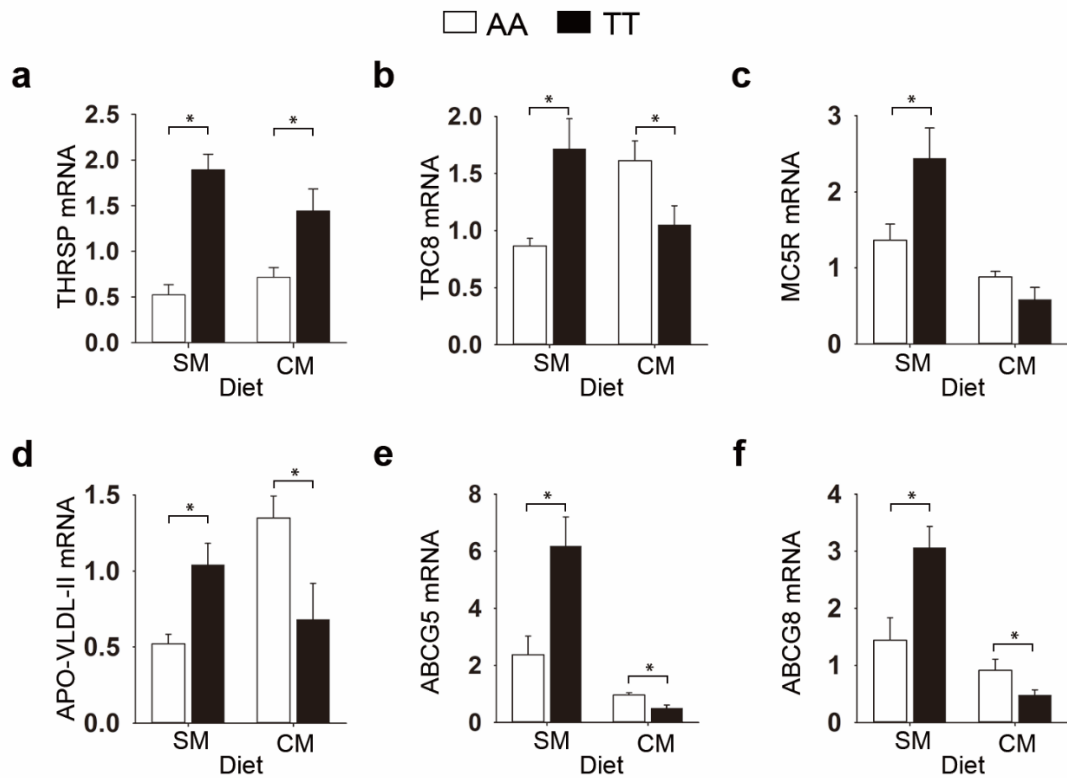 AA TT
a
THRSP mRNA
2.5
2.0
1.5
1.0
0.5
0.0
* *
SM CM
Diet
b
TRC8 mRNA
2.0
1.5
1.0
0.5
0.0
* *
SM CM
Diet
c
MC5R mRNA
3
2
1
0
*
SM CM
Diet
d
APO-VLDL-II mRNA
1.5
1.0
0.5
0.0
* *
SM CM
Diet
e
ABCG5 mRNA
8
6
4
2
0
* *
SM CM
Diet
f
ABCG8 mRNA
4
3
2
1
0
* *
SM CM
Diet